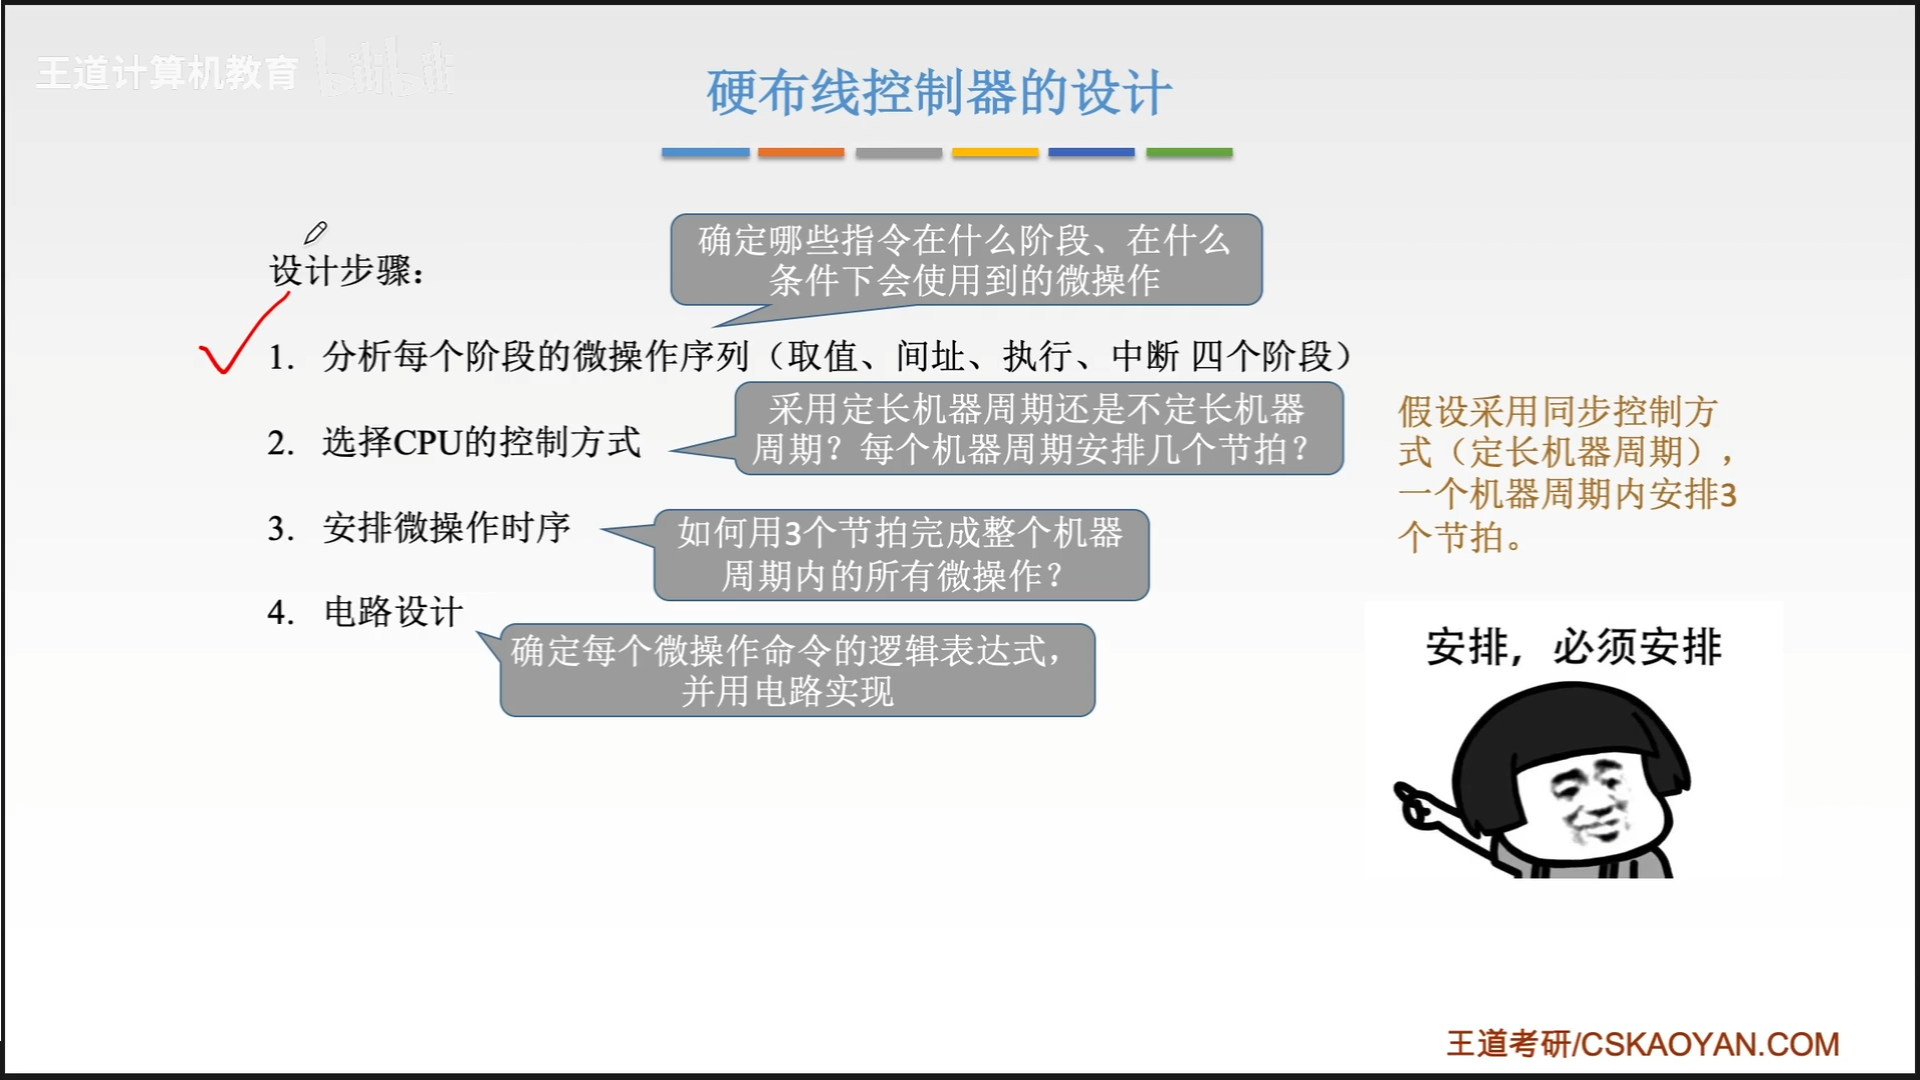 王道计算机教育 bilibili
硬布线控制器的设计
设计步骤：
确定哪些指令在什么阶段、在什么
条件下会使用到的微操作
1. 分析每个阶段的微操作序列（取值、间址、执行、中断 四个阶段）
2. 选择CPU的控制方式
采用定长机器周期还是不定长机器
周期？每个机器周期安排几个节拍？
假设采用同步控制方
式（定长机器周期），
一个机器周期内安排3
个节拍。
3. 安排微操作时序
如何用3个节拍完成整个机器
周期内的所有微操作？
4. 电路设计
确定每个微操作命令的逻辑表达式，
并用电路实现
安排，必须安排
王道考研/CSKAOYAN.COM